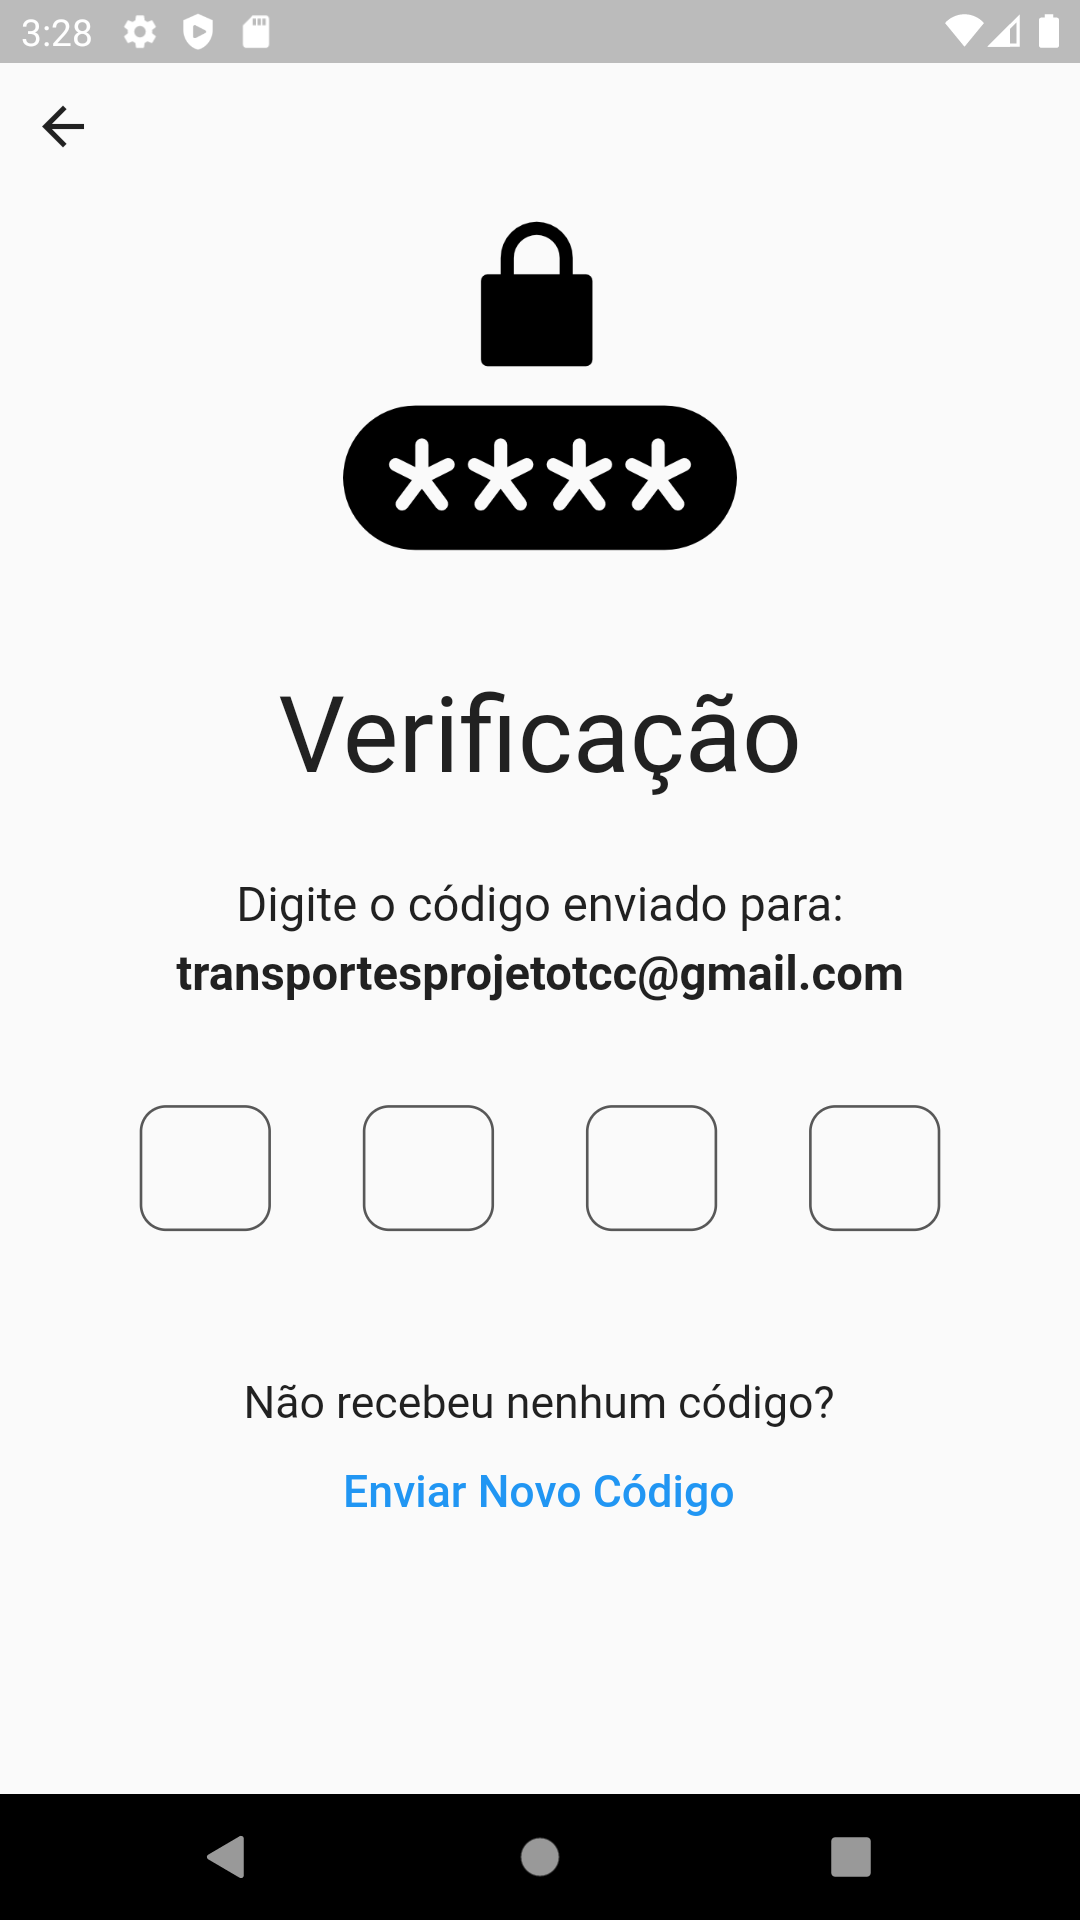 3:28
****
Verificação
Digite o código enviado para:
transportesprojetotcc@gmail.com
Não recebeu nenhum código?
Enviar Novo Código